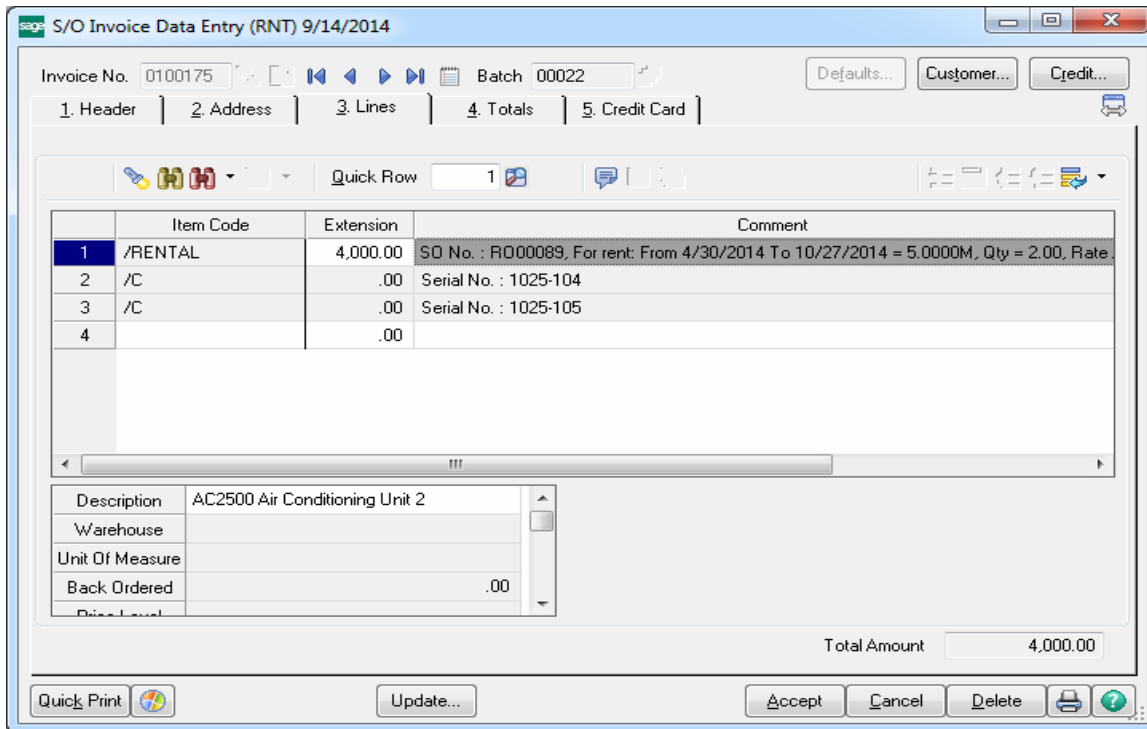 sage S/O Invoice Data Entry (RNT) 9/14/2014
Invoice No. 0100175 Batch 00022 Defaults... Customer... Credit...
1. Header 2. Address 3. Lines 4. Totals 5. Credit Card
Quick Row 1
Item Code Extension Comment
1 /RENTAL 4,000.00 SO No. : RO00089, For rent: From 4/30/2014 To 10/27/2014 = 5.0000M, Qty = 2.00, Rate.
2 /C .00 Serial No. : 1025-104
3 /C .00 Serial No. : 1025-105
4 .00
Description AC2500 Air Conditioning Unit 2
Warehouse
Unit Of Measure
Back Ordered .00
Price Level
Total Amount 4,000.00
Quick Print Update... Accept Cancel Delete